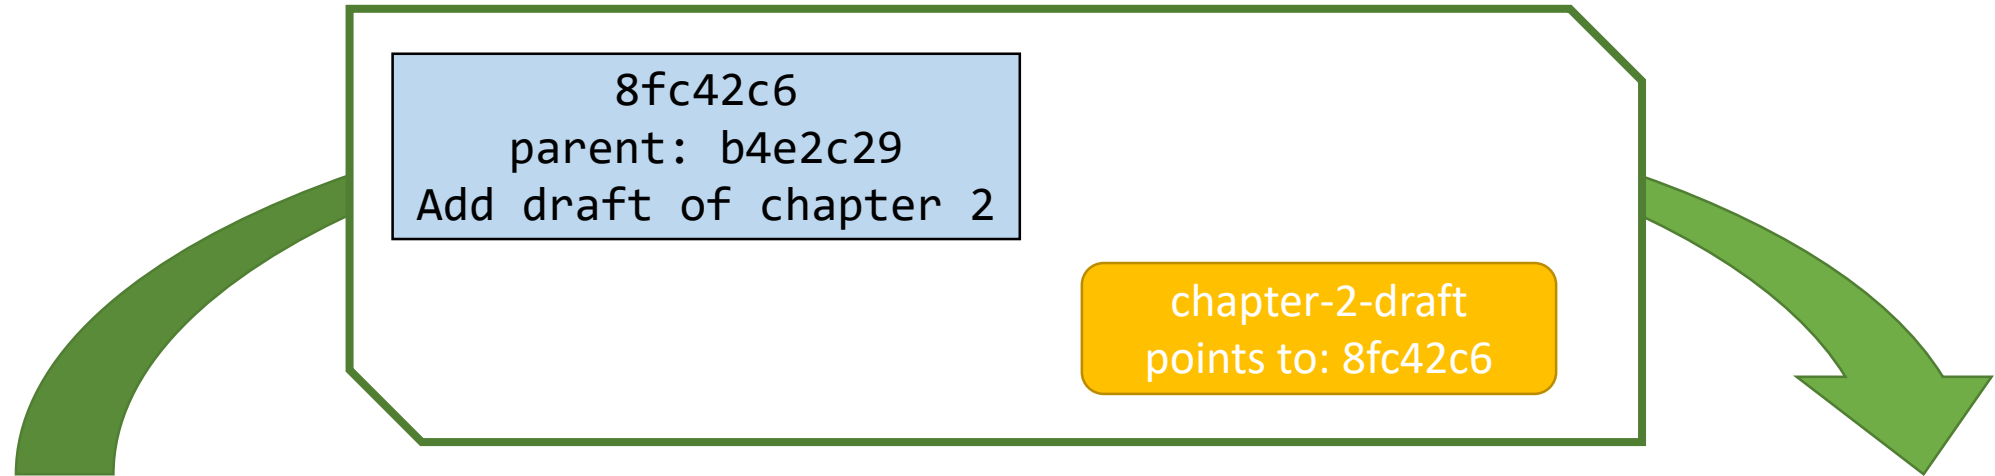 8fc42c6
parent: b4e2c29
Add draft of chapter 2
chapter-2-draft
points to: 8fc42c6